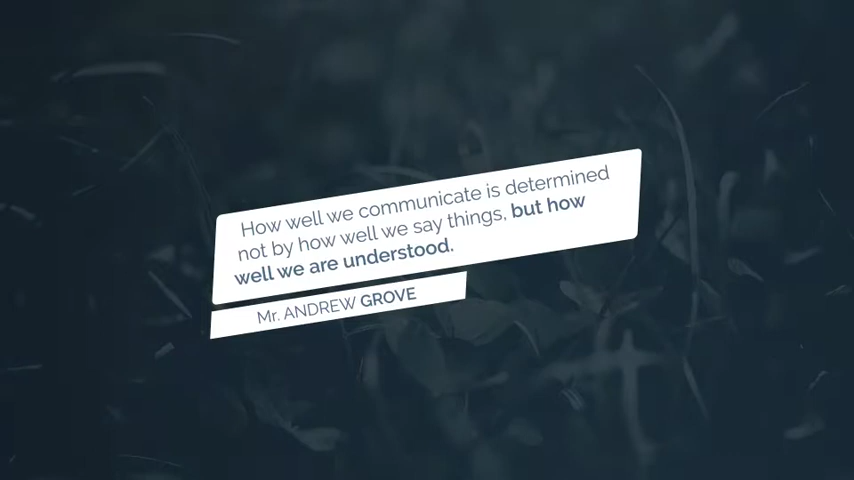 How well we communicate is determined
not by how well we say things, but how
well we are understood.
Mr. ANDREW GROVE